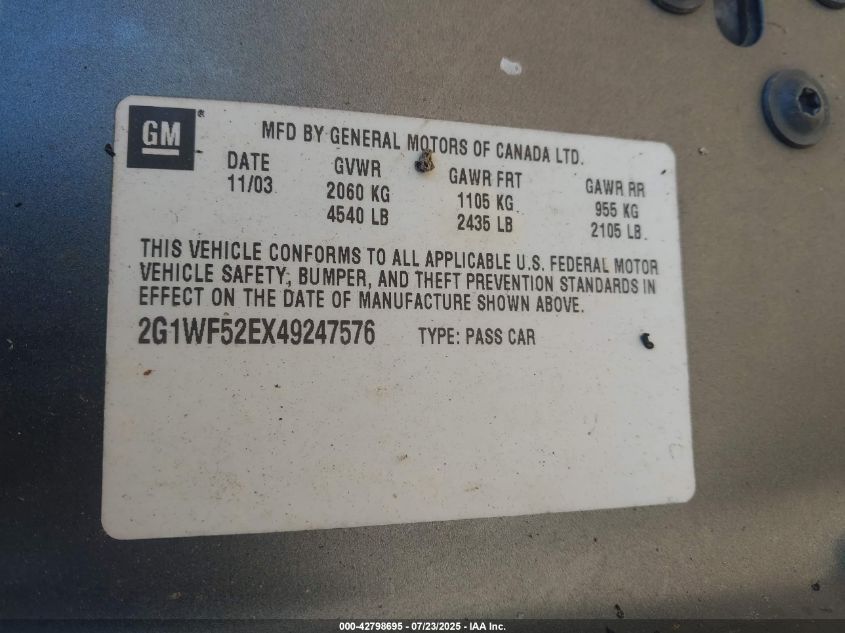 GM ®
MFD BY GENERAL MOTORS OF CANADA LTD.
DATE GVWR GAWR FRT GAWR RR
11/03 2060 KG 1105 KG 955 KG
4540 LB 2435 LB 2105 LB
THIS VEHICLE CONFORMS TO ALL APPLICABLE U.S. FEDERAL MOTOR
VEHICLE SAFETY, BUMPER, AND THEFT PREVENTION STANDARDS IN
EFFECT ON THE DATE OF MANUFACTURE SHOWN ABOVE.
2G1WF52EX49247576 TYPE: PASS CAR
000-42798695 - 07/23/2025 - IAA Inc.